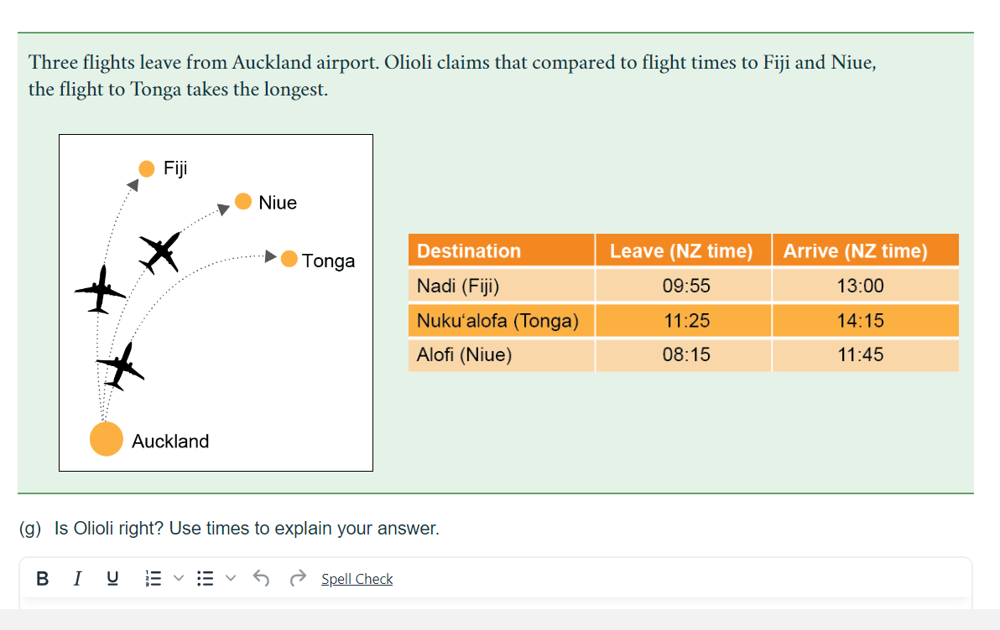 Three flights leave from Auckland airport. Olioli claims that compared to flight times to Fiji and Niue,
the flight to Tonga takes the longest.
Fiji
Niue
Tonga
Auckland
Destination Leave (NZ time) Arrive (NZ time)
Nadi (Fiji) 09:55 13:00
Nukuʻalofa (Tonga) 11:25 14:15
Alofi (Niue) 08:15 11:45
(g) Is Olioli right? Use times to explain your answer.
B I U Spell Check